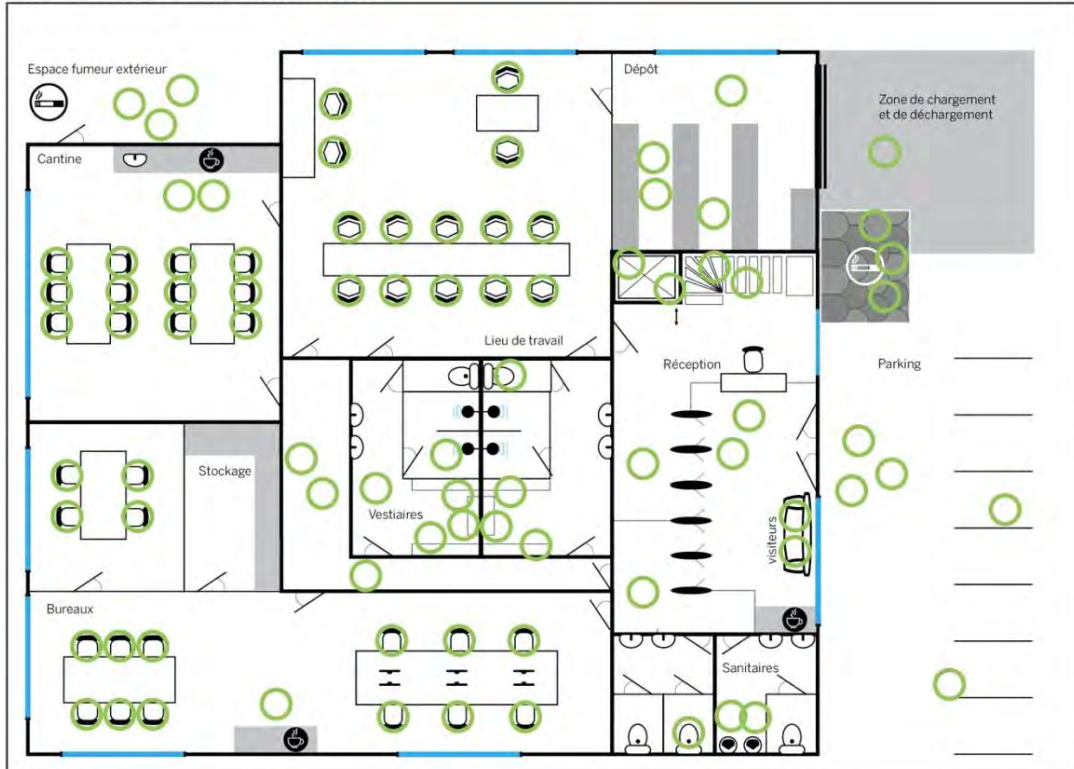 Espace fumeur extérieur
Dépôt
Zone de chargement
et de déchargement
Cantine
Lieu de travail
Réception
Parking
Stockage
Vestiaires
visiteurs
Bureaux
Sanitaires